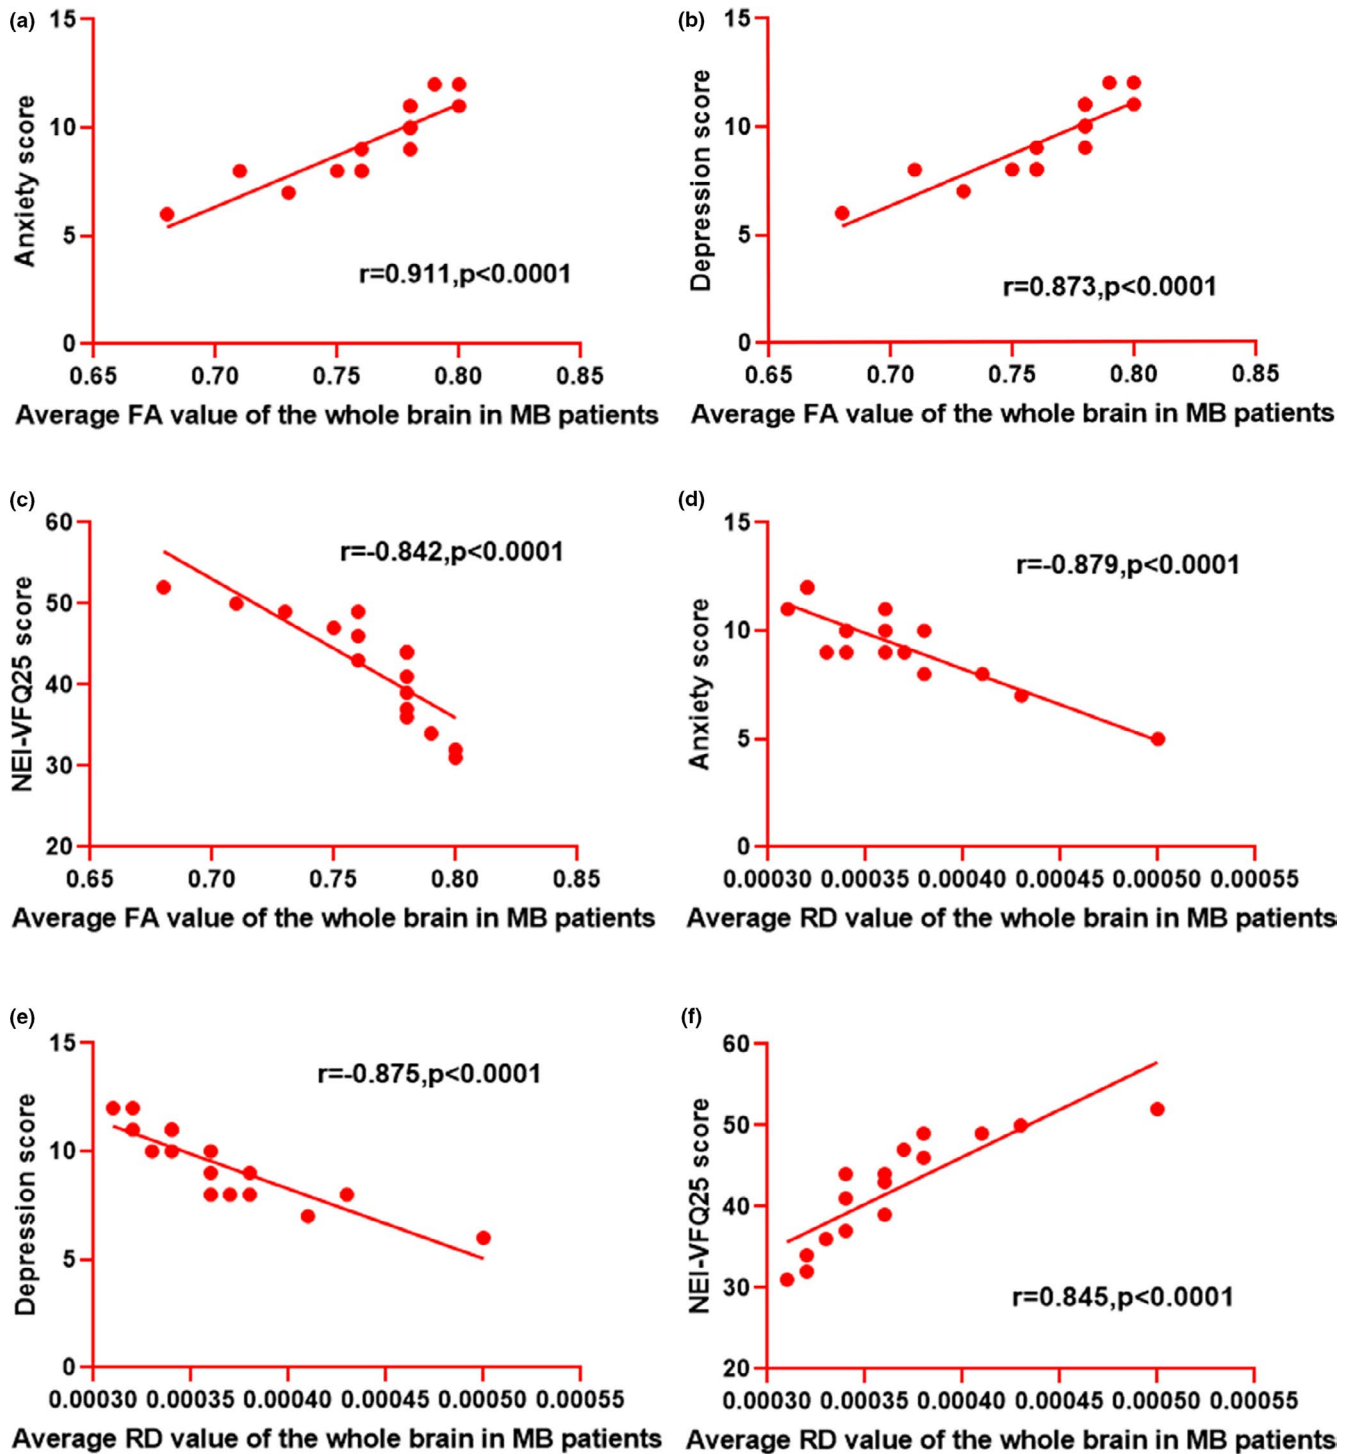 (a)
15
10
5
0
Anxiety score
r=0.911,p<0.0001
0.65 0.70 0.75 0.80 0.85
Average FA value of the whole brain in MB patients
(b)
15
10
5
0
Depression score
r=0.873,p<0.0001
0.65 0.70 0.75 0.80 0.85
Average FA value of the whole brain in MB patients
(c)
60
50
40
30
20
NEI-VFQ25 score
r=-0.842,p<0.0001
0.65 0.70 0.75 0.80 0.85
Average FA value of the whole brain in MB patients
(d)
15
10
5
0
Anxiety score
r=-0.879,p<0.0001
0.00030 0.00035 0.00040 0.00045 0.00050 0.00055
Average RD value of the whole brain in MB patients
(e)
15
10
5
0
Depression score
r=-0.875,p<0.0001
0.00030 0.00035 0.00040 0.00045 0.00050 0.00055
Average RD value of the whole brain in MB patients
(f)
60
50
40
30
20
NEI-VFQ25 score
r=0.845,p<0.0001
0.00030 0.00035 0.00040 0.00045 0.00050 0.00055
Average RD value of the whole brain in MB patients